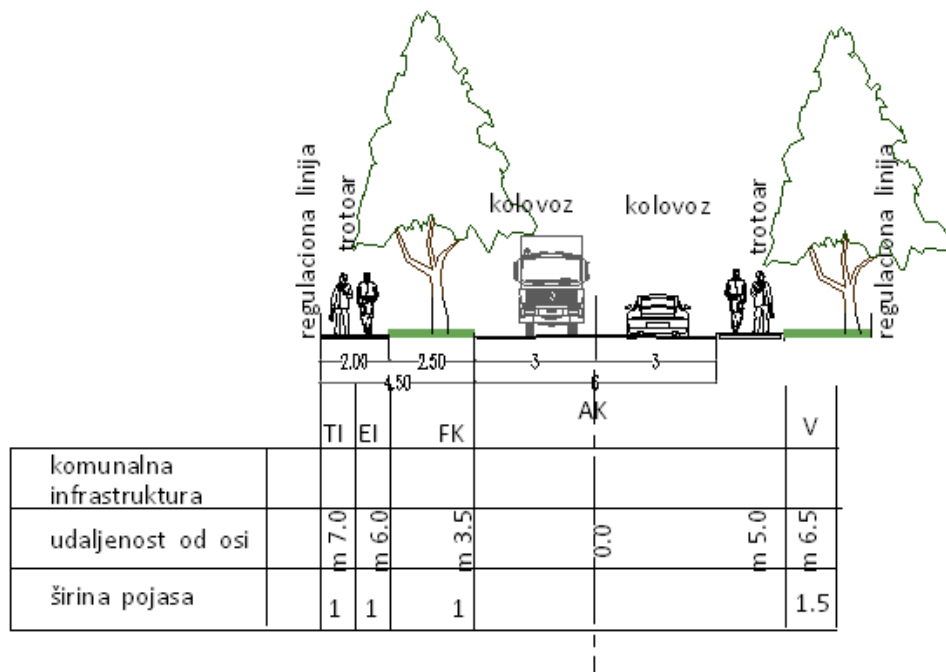 regulaciona linija
trotoar
kolovoz
kolovoz
trotoar
regulaciona linija
2.00
2.50
3
3
4.50
6
AK
TI
EI
FK
V
komunalna
infrastruktura
udaljenost od osi
m 7.0
m 6.0
m 3.5
0.0
m 5.0
m 6.5
širina pojasa
1
1
1
1.5